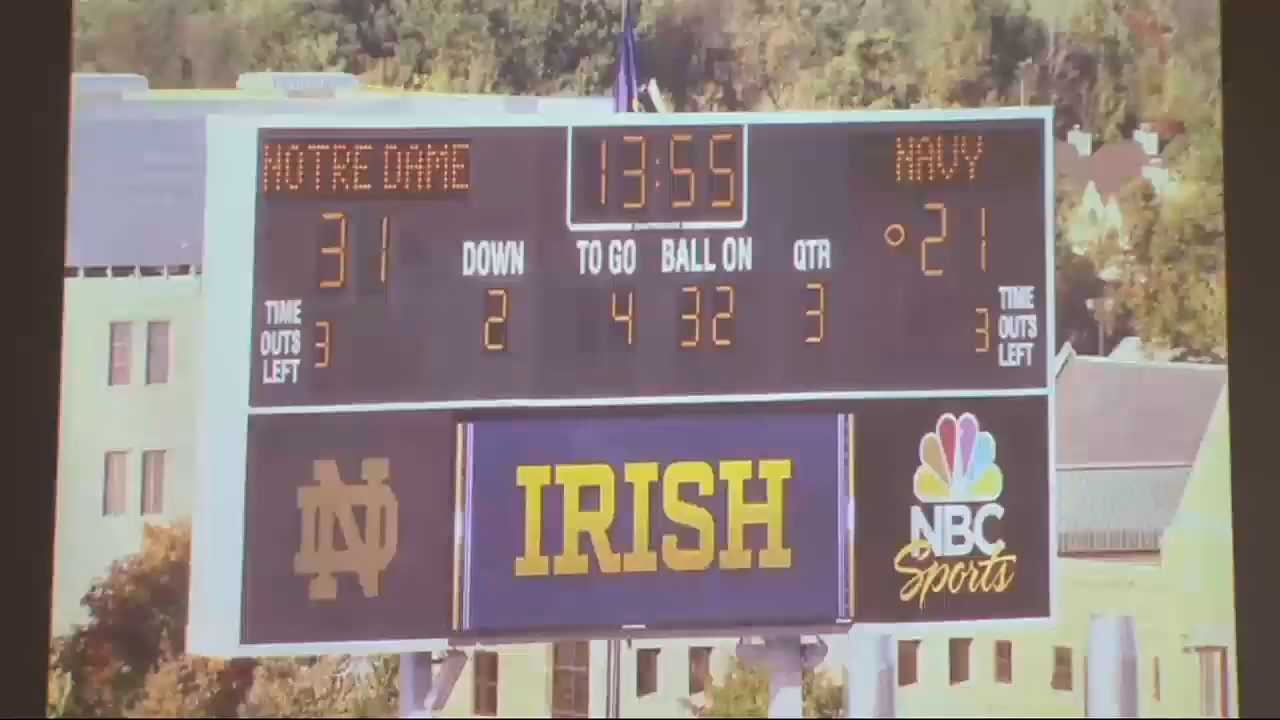 NOTRE DAME 13:55 NAVY
31 21
DOWN TO GO BALL ON QTR
2 4 32 3
TIME OUTS LEFT 3
3 TIME OUTS LEFT
ND
IRISH
NBC
Sports